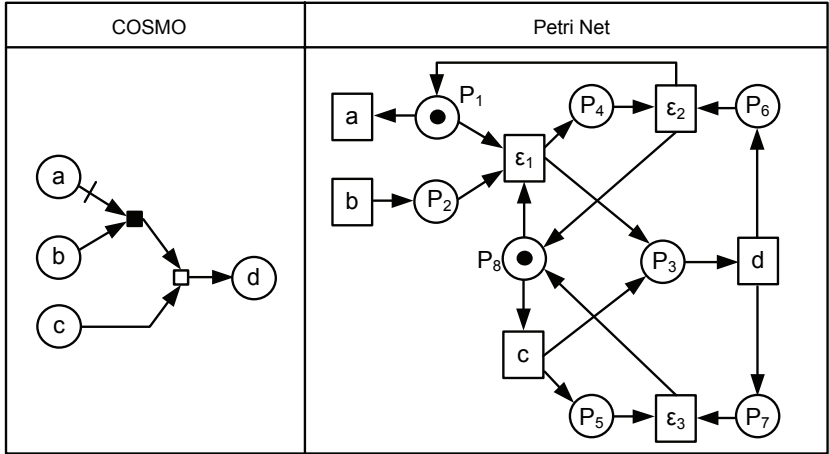 COSMO
Petri Net
a
b
c
d
a
P₁
P₄
ε₂
P₆
ε₁
b
P₂
P₈
P₃
d
c
P₅
ε₃
P₇